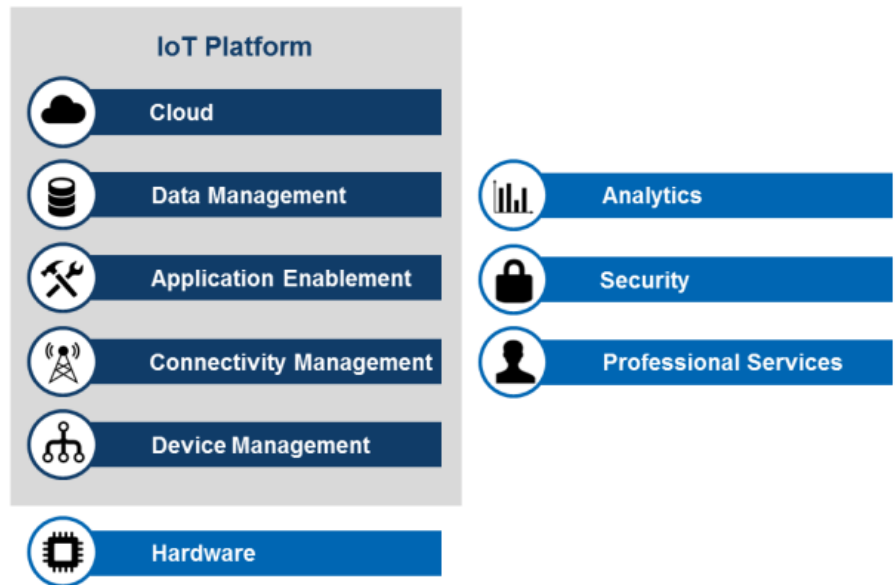 IoT Platform
Cloud
Data Management
Application Enablement
Connectivity Management
Device Management
Hardware
Analytics
Security
Professional Services